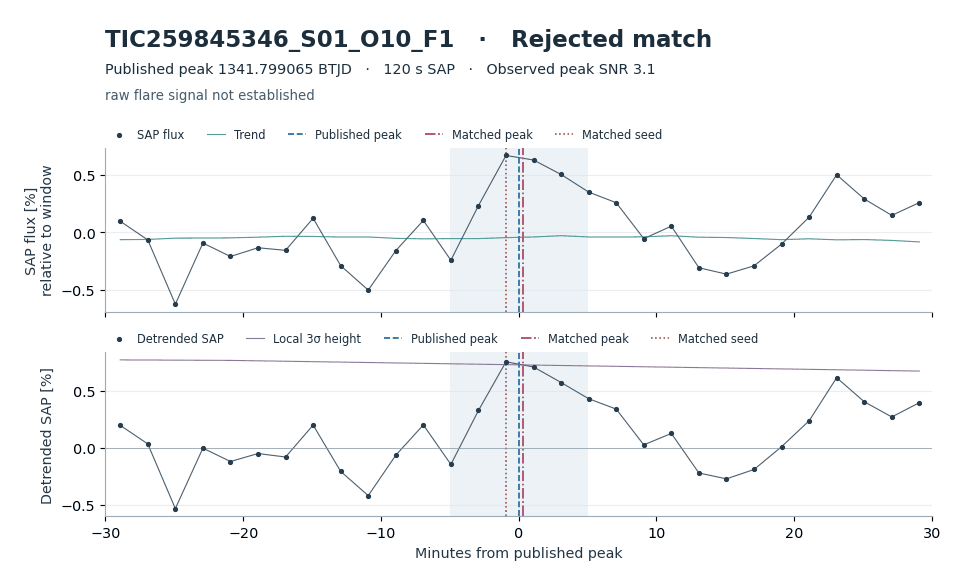 TIC259845346_S01_O10_F1 · Rejected match
Published peak 1341.799065 BTJD · 120 s SAP · Observed peak SNR 3.1
raw flare signal not established
SAP flux Trend Published peak Matched peak Matched seed
SAP flux [%]
relative to window
0.5
0.0
−0.5
Detrended SAP Local 3σ height Published peak Matched peak Matched seed
Detrended SAP [%]
0.5
0.0
−0.5
−30 −20 −10 0 10 20 30
Minutes from published peak